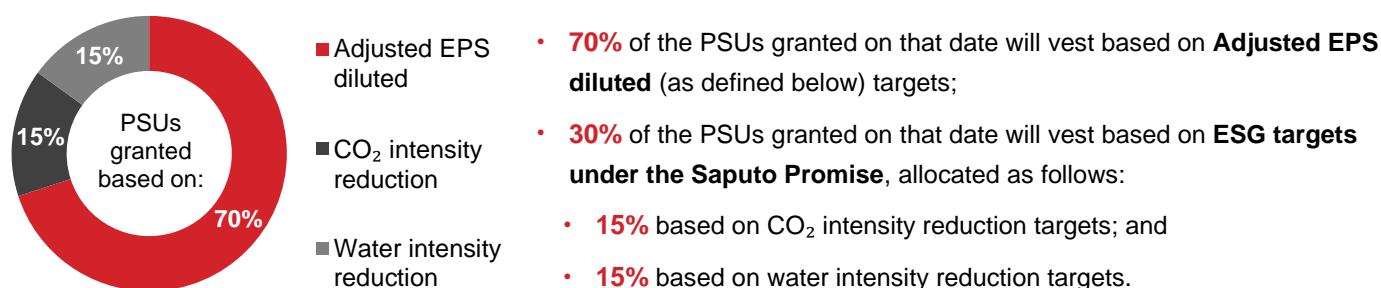 15%
15%
PSUs
granted
based on:
70%
■ Adjusted EPS
diluted
■ CO₂ intensity
reduction
■ Water intensity
reduction
• 70% of the PSUs granted on that date will vest based on Adjusted EPS
diluted (as defined below) targets;
• 30% of the PSUs granted on that date will vest based on ESG targets
under the Saputo Promise, allocated as follows:
• 15% based on CO₂ intensity reduction targets; and
• 15% based on water intensity reduction targets.